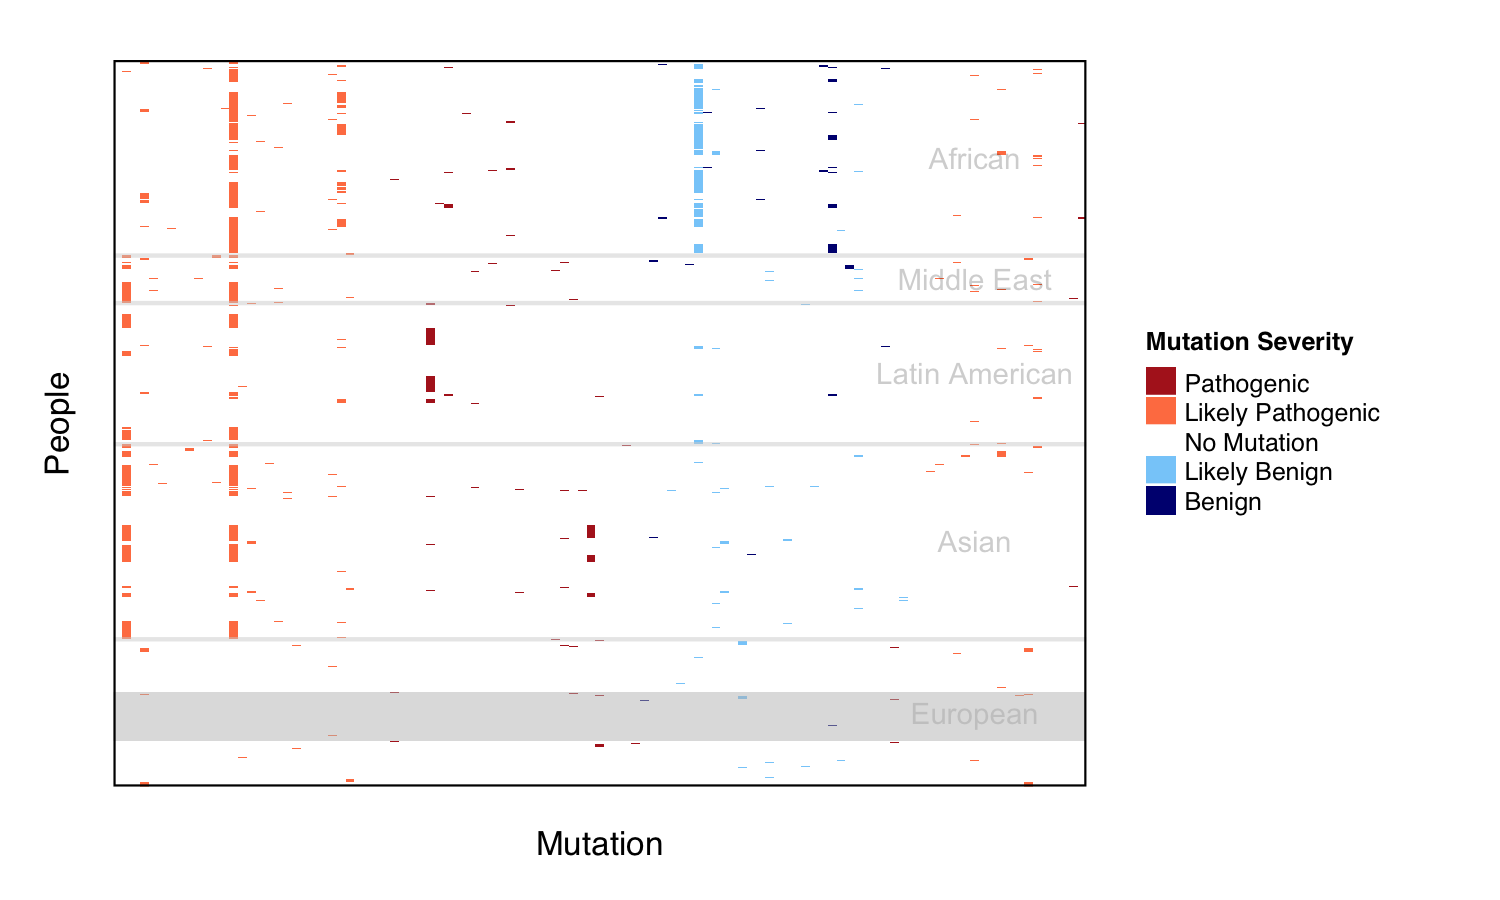 African
Middle East
Latin American
Asian
European
People
Mutation
Mutation Severity
Pathogenic
Likely Pathogenic
No Mutation
Likely Benign
Benign